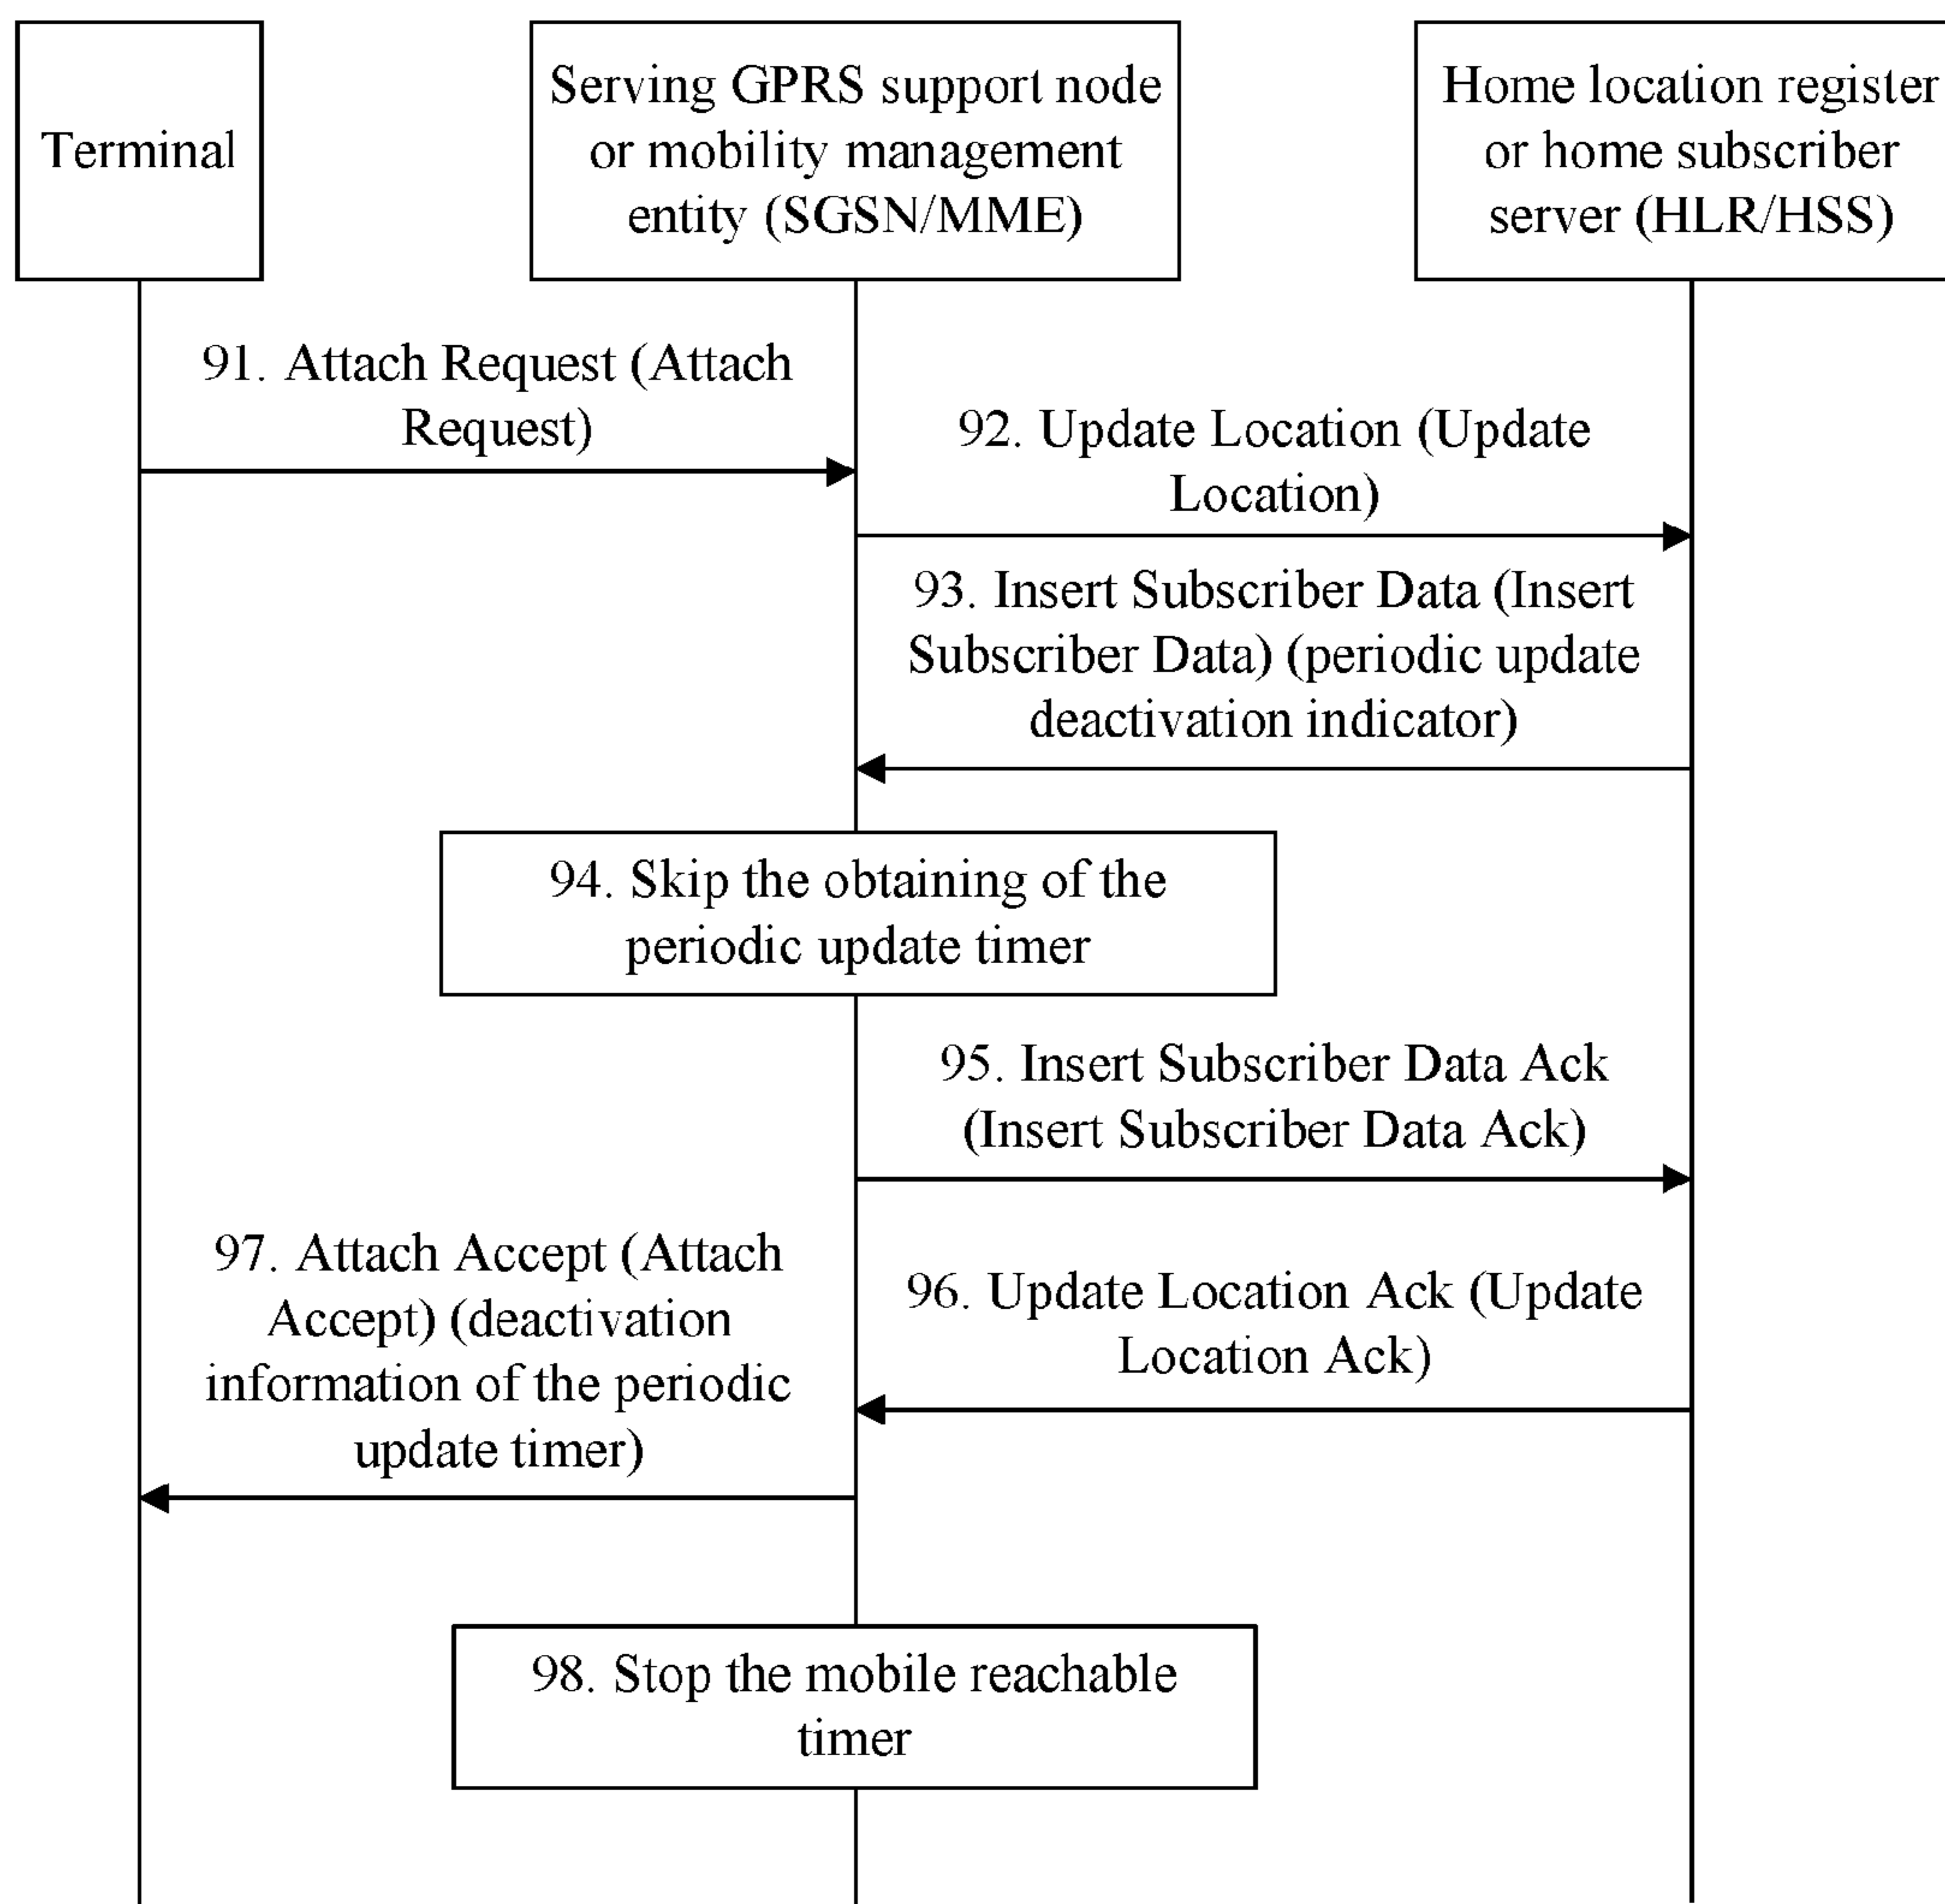 Terminal
Serving GPRS support node
or mobility management
entity (SGSN/MME)
Home location register
or home subscriber
server (HLR/HSS)
91. Attach Request (Attach
Request)
92. Update Location (Update
Location)
93. Insert Subscriber Data (Insert
Subscriber Data) (periodic update
deactivation indicator)
94. Skip the obtaining of the
periodic update timer
95. Insert Subscriber Data Ack
(Insert Subscriber Data Ack)
96. Update Location Ack (Update
Location Ack)
97. Attach Accept (Attach
Accept) (deactivation
information of the periodic
update timer)
98. Stop the mobile reachable
timer